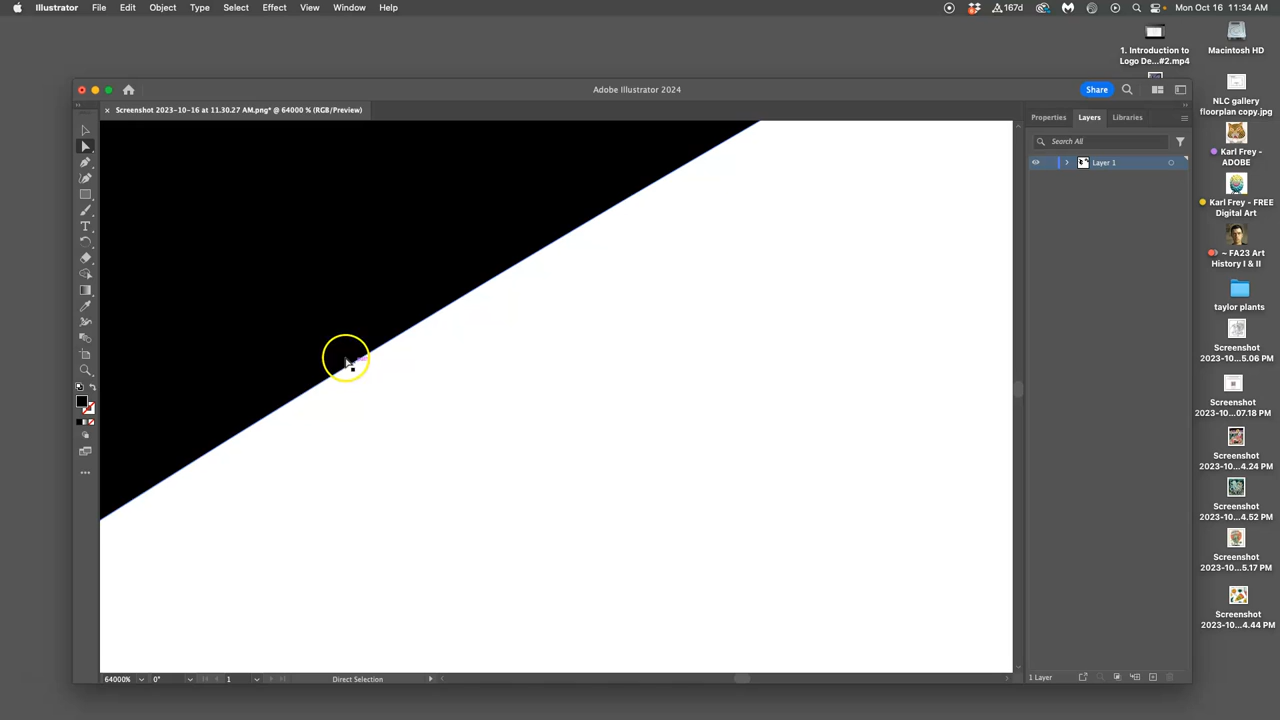 Illustrator File Edit Object Type Select Effect View Window Help
167d
Mon Oct 16 11:34 AM
Adobe Illustrator 2024
Share
Screenshot 2023-10-16 at 11.30.27 AM.png* @ 64000 % (RGB/Preview)
Properties Layers Libraries
Search All
Layer 1
64000% 0° 1 Direct Selection
1 Layer
1. Introduction to
Logo De...#2.mp4
Macintosh HD
NLC gallery
floorplan copy.jpg
Karl Frey -
ADOBE
Karl Frey - FREE
Digital Art
~ FA23 Art
History I & II
taylor plants
Screenshot
2023-10...5.06 PM
Screenshot
2023-10...07.18 PM
Screenshot
2023-10...4.24 PM
Screenshot
2023-10...4.52 PM
Screenshot
2023-10...5.17 PM
Screenshot
2023-10...4.44 PM